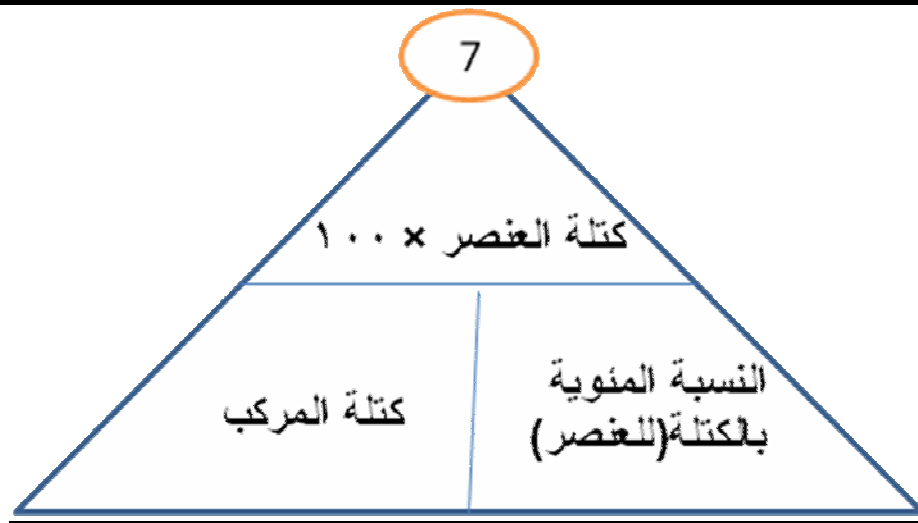 7
كتلة العنصر × ١٠٠
النسبة المئوية
بالكتلة(للعنصر)
كتلة المركب